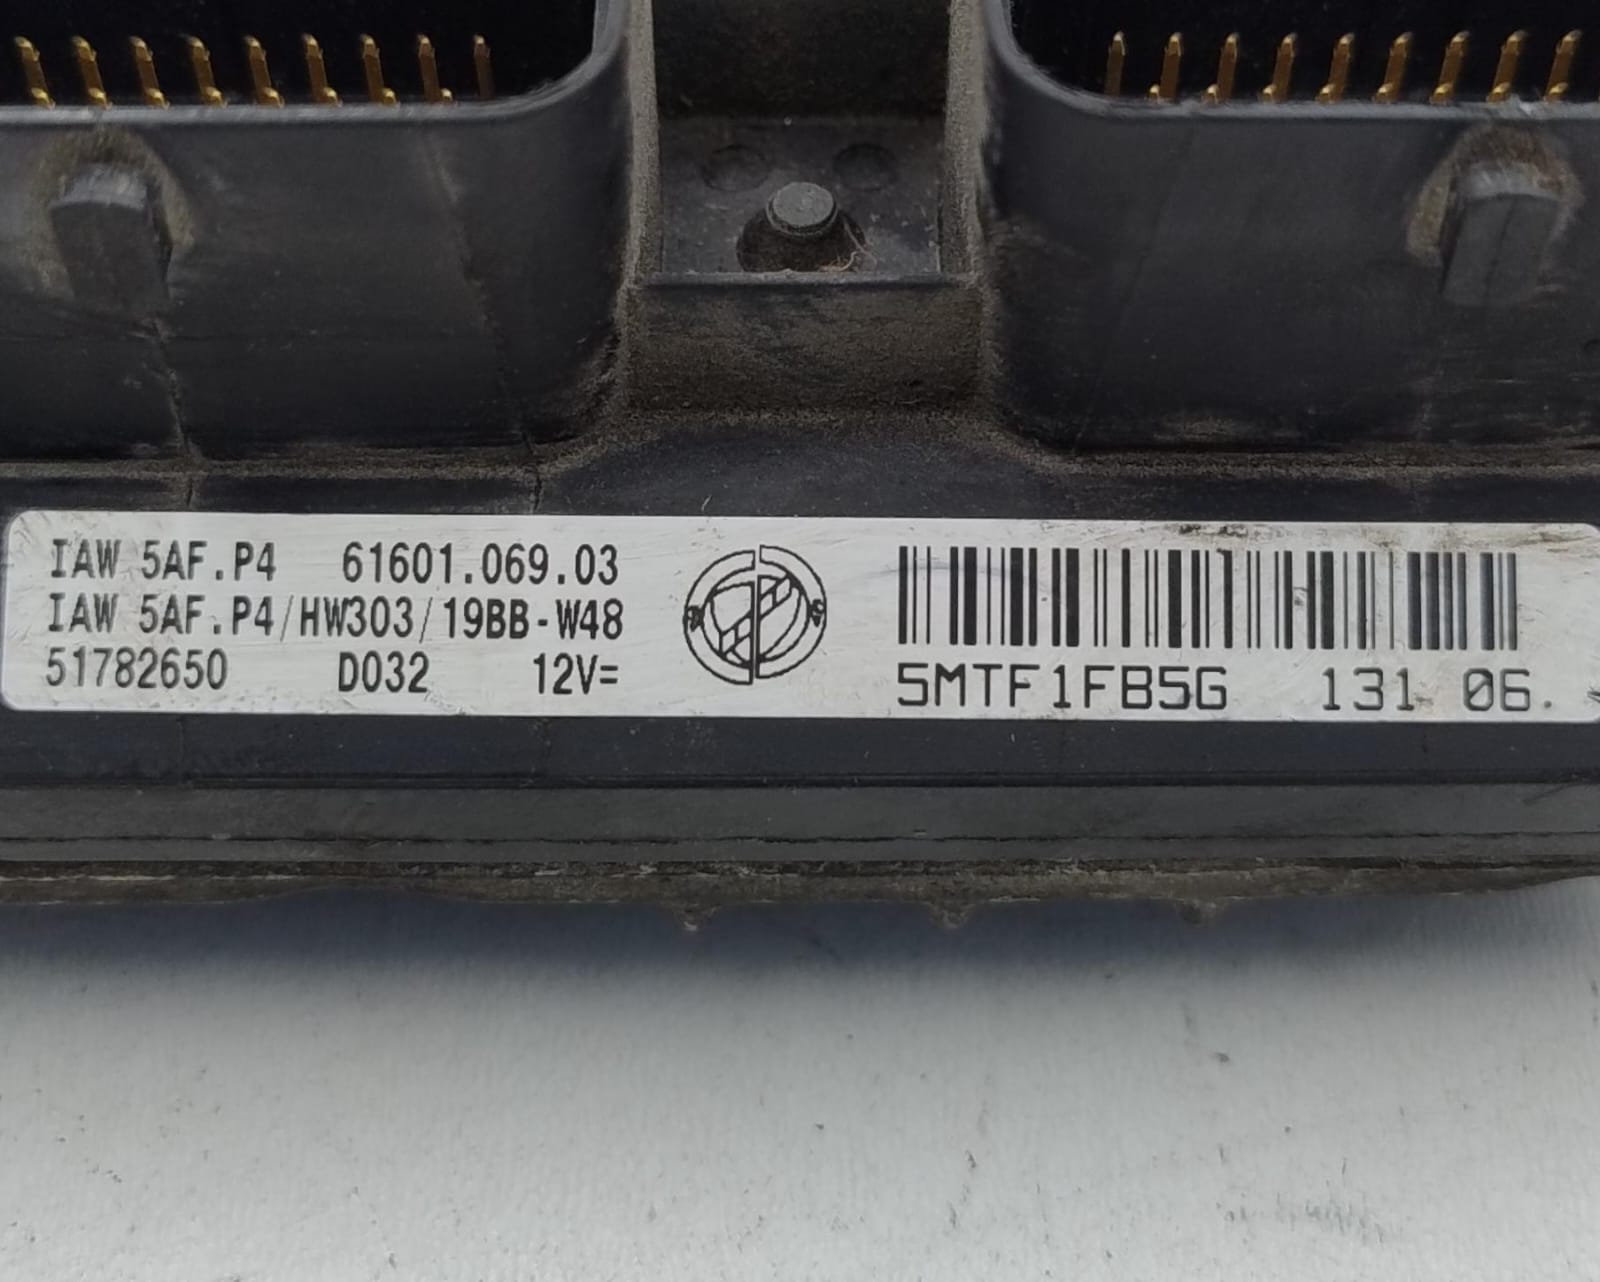 IAW 5AF.P4 61601.069.03
IAW 5AF.P4/HW303/19BB-W48
51782650 D032 12V=
5MTF1FB5G 131 06.